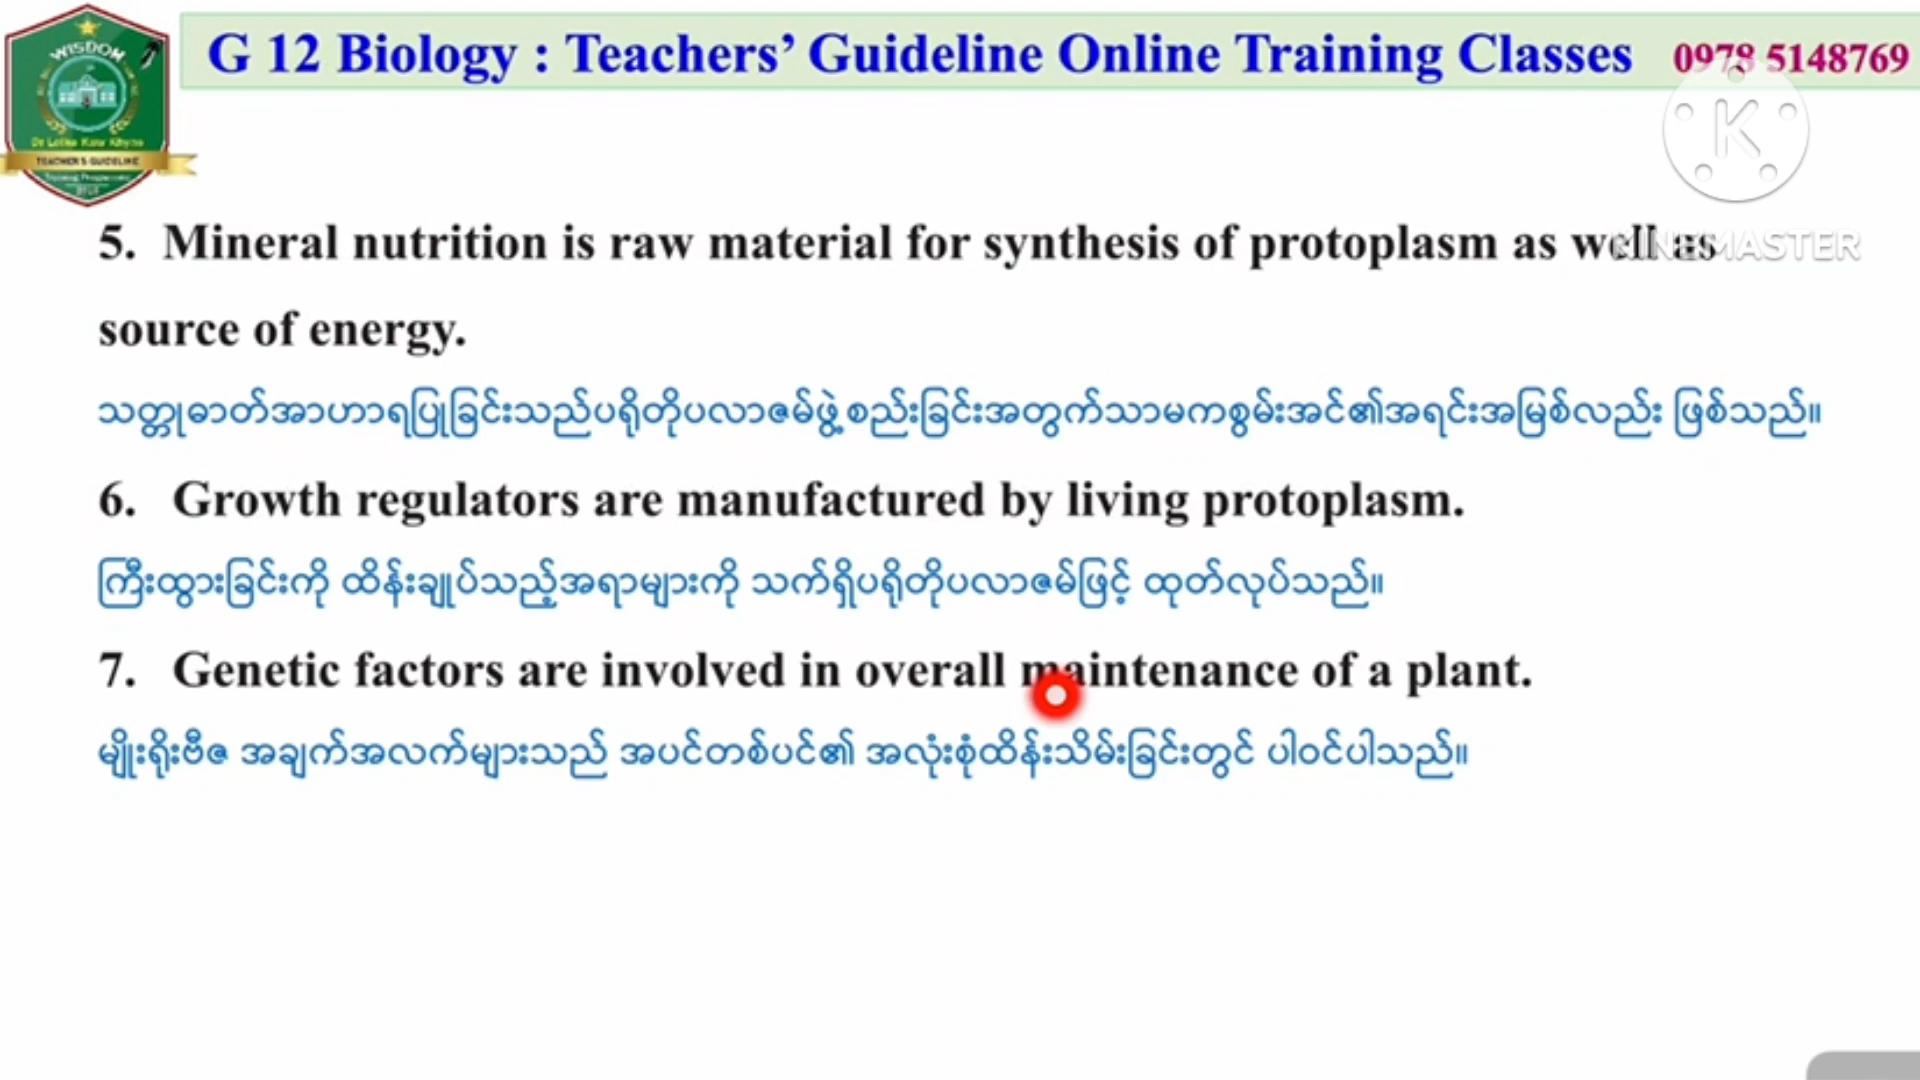 WISDOM
TEACHER'S GUIDELINE
G 12 Biology : Teachers’ Guideline Online Training Classes 0978 5148769
KINEMASTER
5. Mineral nutrition is raw material for synthesis of protoplasm as well as
source of energy.
သတ္တုဓာတ်အာဟာရပြုခြင်းသည်ပရိုတိုပလာဇမ်ဖွဲ့စည်းခြင်းအတွက်သာမကစွမ်းအင်၏အရင်းအမြစ်လည်း ဖြစ်သည်။
6. Growth regulators are manufactured by living protoplasm.
ကြီးထွားခြင်းကို ထိန်းချုပ်သည့်အရာများကို သက်ရှိပရိုတိုပလာဇမ်ဖြင့် ထုတ်လုပ်သည်။
7. Genetic factors are involved in overall maintenance of a plant.
မျိုးရိုးဗီဇ အချက်အလက်များသည် အပင်တစ်ပင်၏ အလုံးစုံထိန်းသိမ်းခြင်းတွင် ပါဝင်ပါသည်။